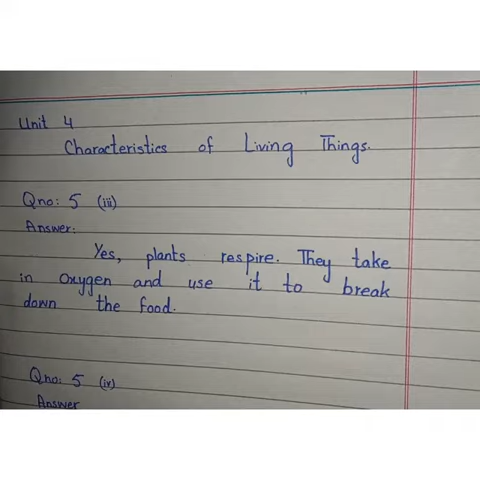 Unit 4
Characteristics of Living Things.
Qno: 5 (iii)
Answer:
Yes, plants respire. They take
in oxygen and use it to break
down the food.
Qno: 5 (iv)
Answer